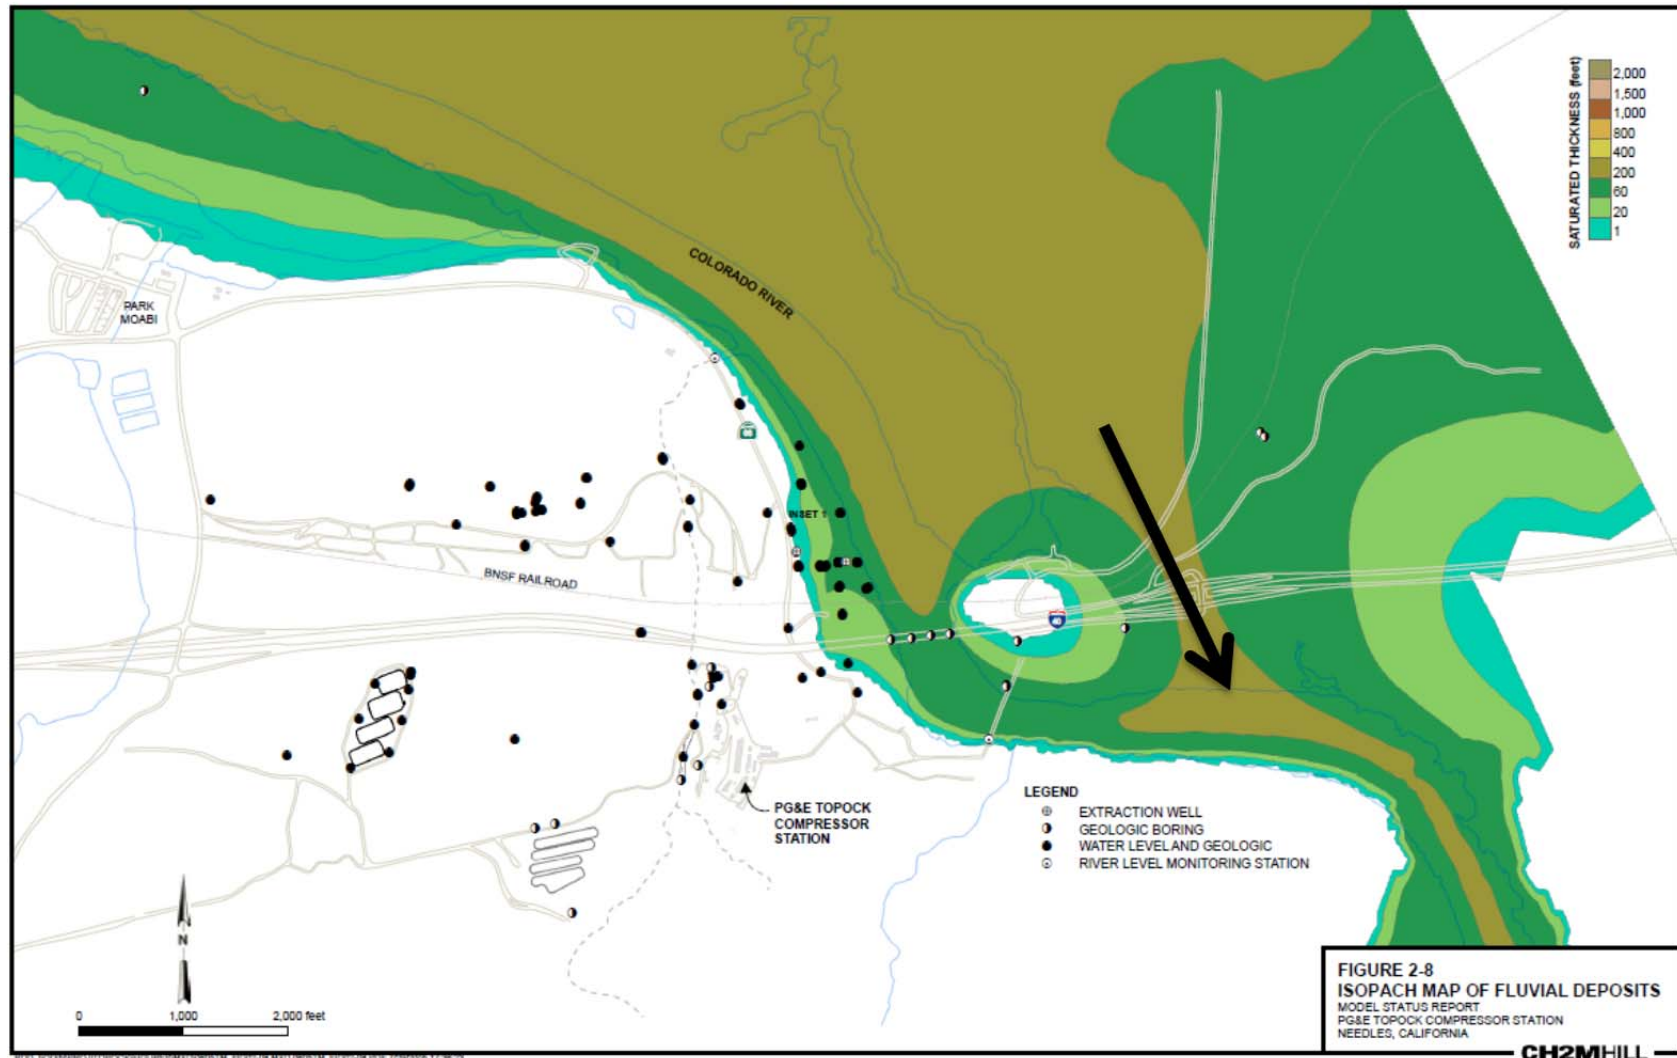 SATURATED THICKNESS (feet)
2,000
1,500
1,000
800
400
200
60
20
1
COLORADO RIVER
PARK
MOABI
INSET 1
BNSF RAILROAD
40
PG&E TOPOCK
COMPRESSOR
STATION
LEGEND
EXTRACTION WELL
GEOLOGIC BORING
WATER LEVEL AND GEOLOGIC
RIVER LEVEL MONITORING STATION
N
0 1,000 2,000 feet
FIGURE 2-8
ISOPACH MAP OF FLUVIAL DEPOSITS
MODEL STATUS REPORT
PG&E TOPOCK COMPRESSOR STATION
NEEDLES, CALIFORNIA
CH2MHILL